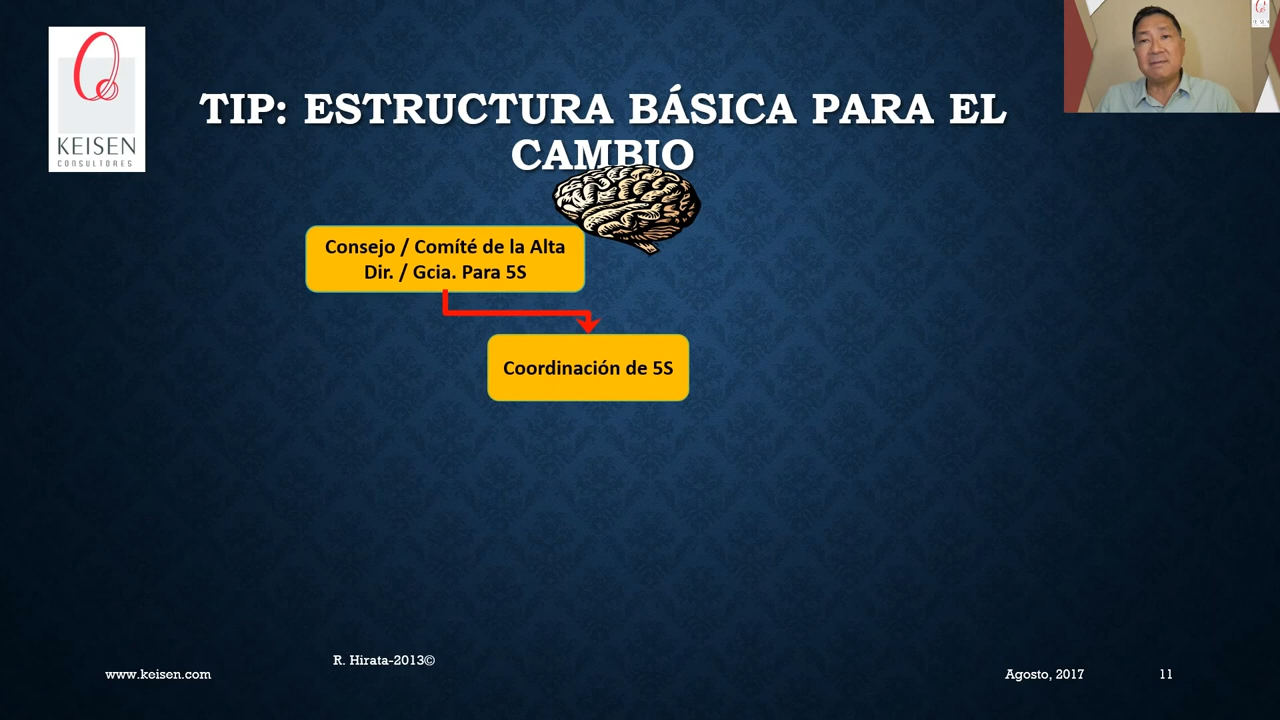 KEISEN
CONSULTORES
TIP: ESTRUCTURA BÁSICA PARA EL
CAMBIO
Consejo / Comíté de la Alta
Dir. / Gcia. Para 5S
Coordinación de 5S
R. Hirata-2013©
www.keisen.com
Agosto, 2017
11